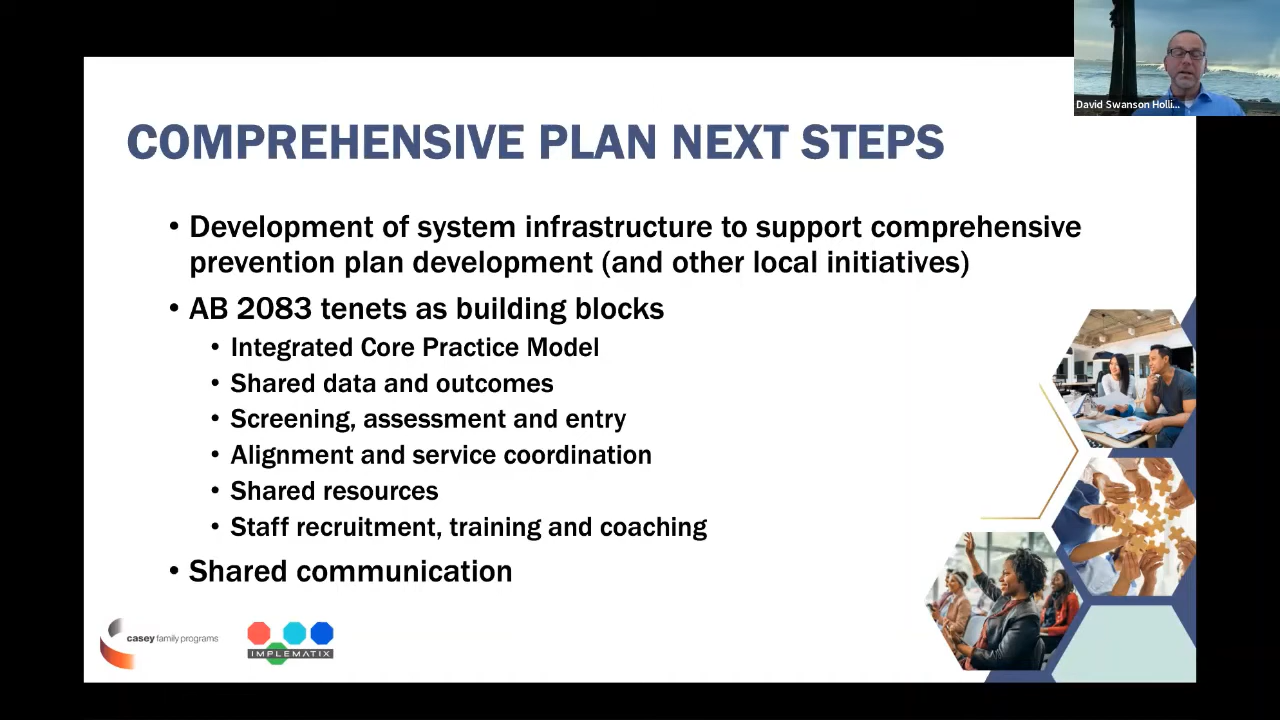 David Swanson Holli...
COMPREHENSIVE PLAN NEXT STEPS
• Development of system infrastructure to support comprehensive
prevention plan development (and other local initiatives)
• AB 2083 tenets as building blocks
• Integrated Core Practice Model
• Shared data and outcomes
• Screening, assessment and entry
• Alignment and service coordination
• Shared resources
• Staff recruitment, training and coaching
• Shared communication
casey family programs
IMPLEMATIX